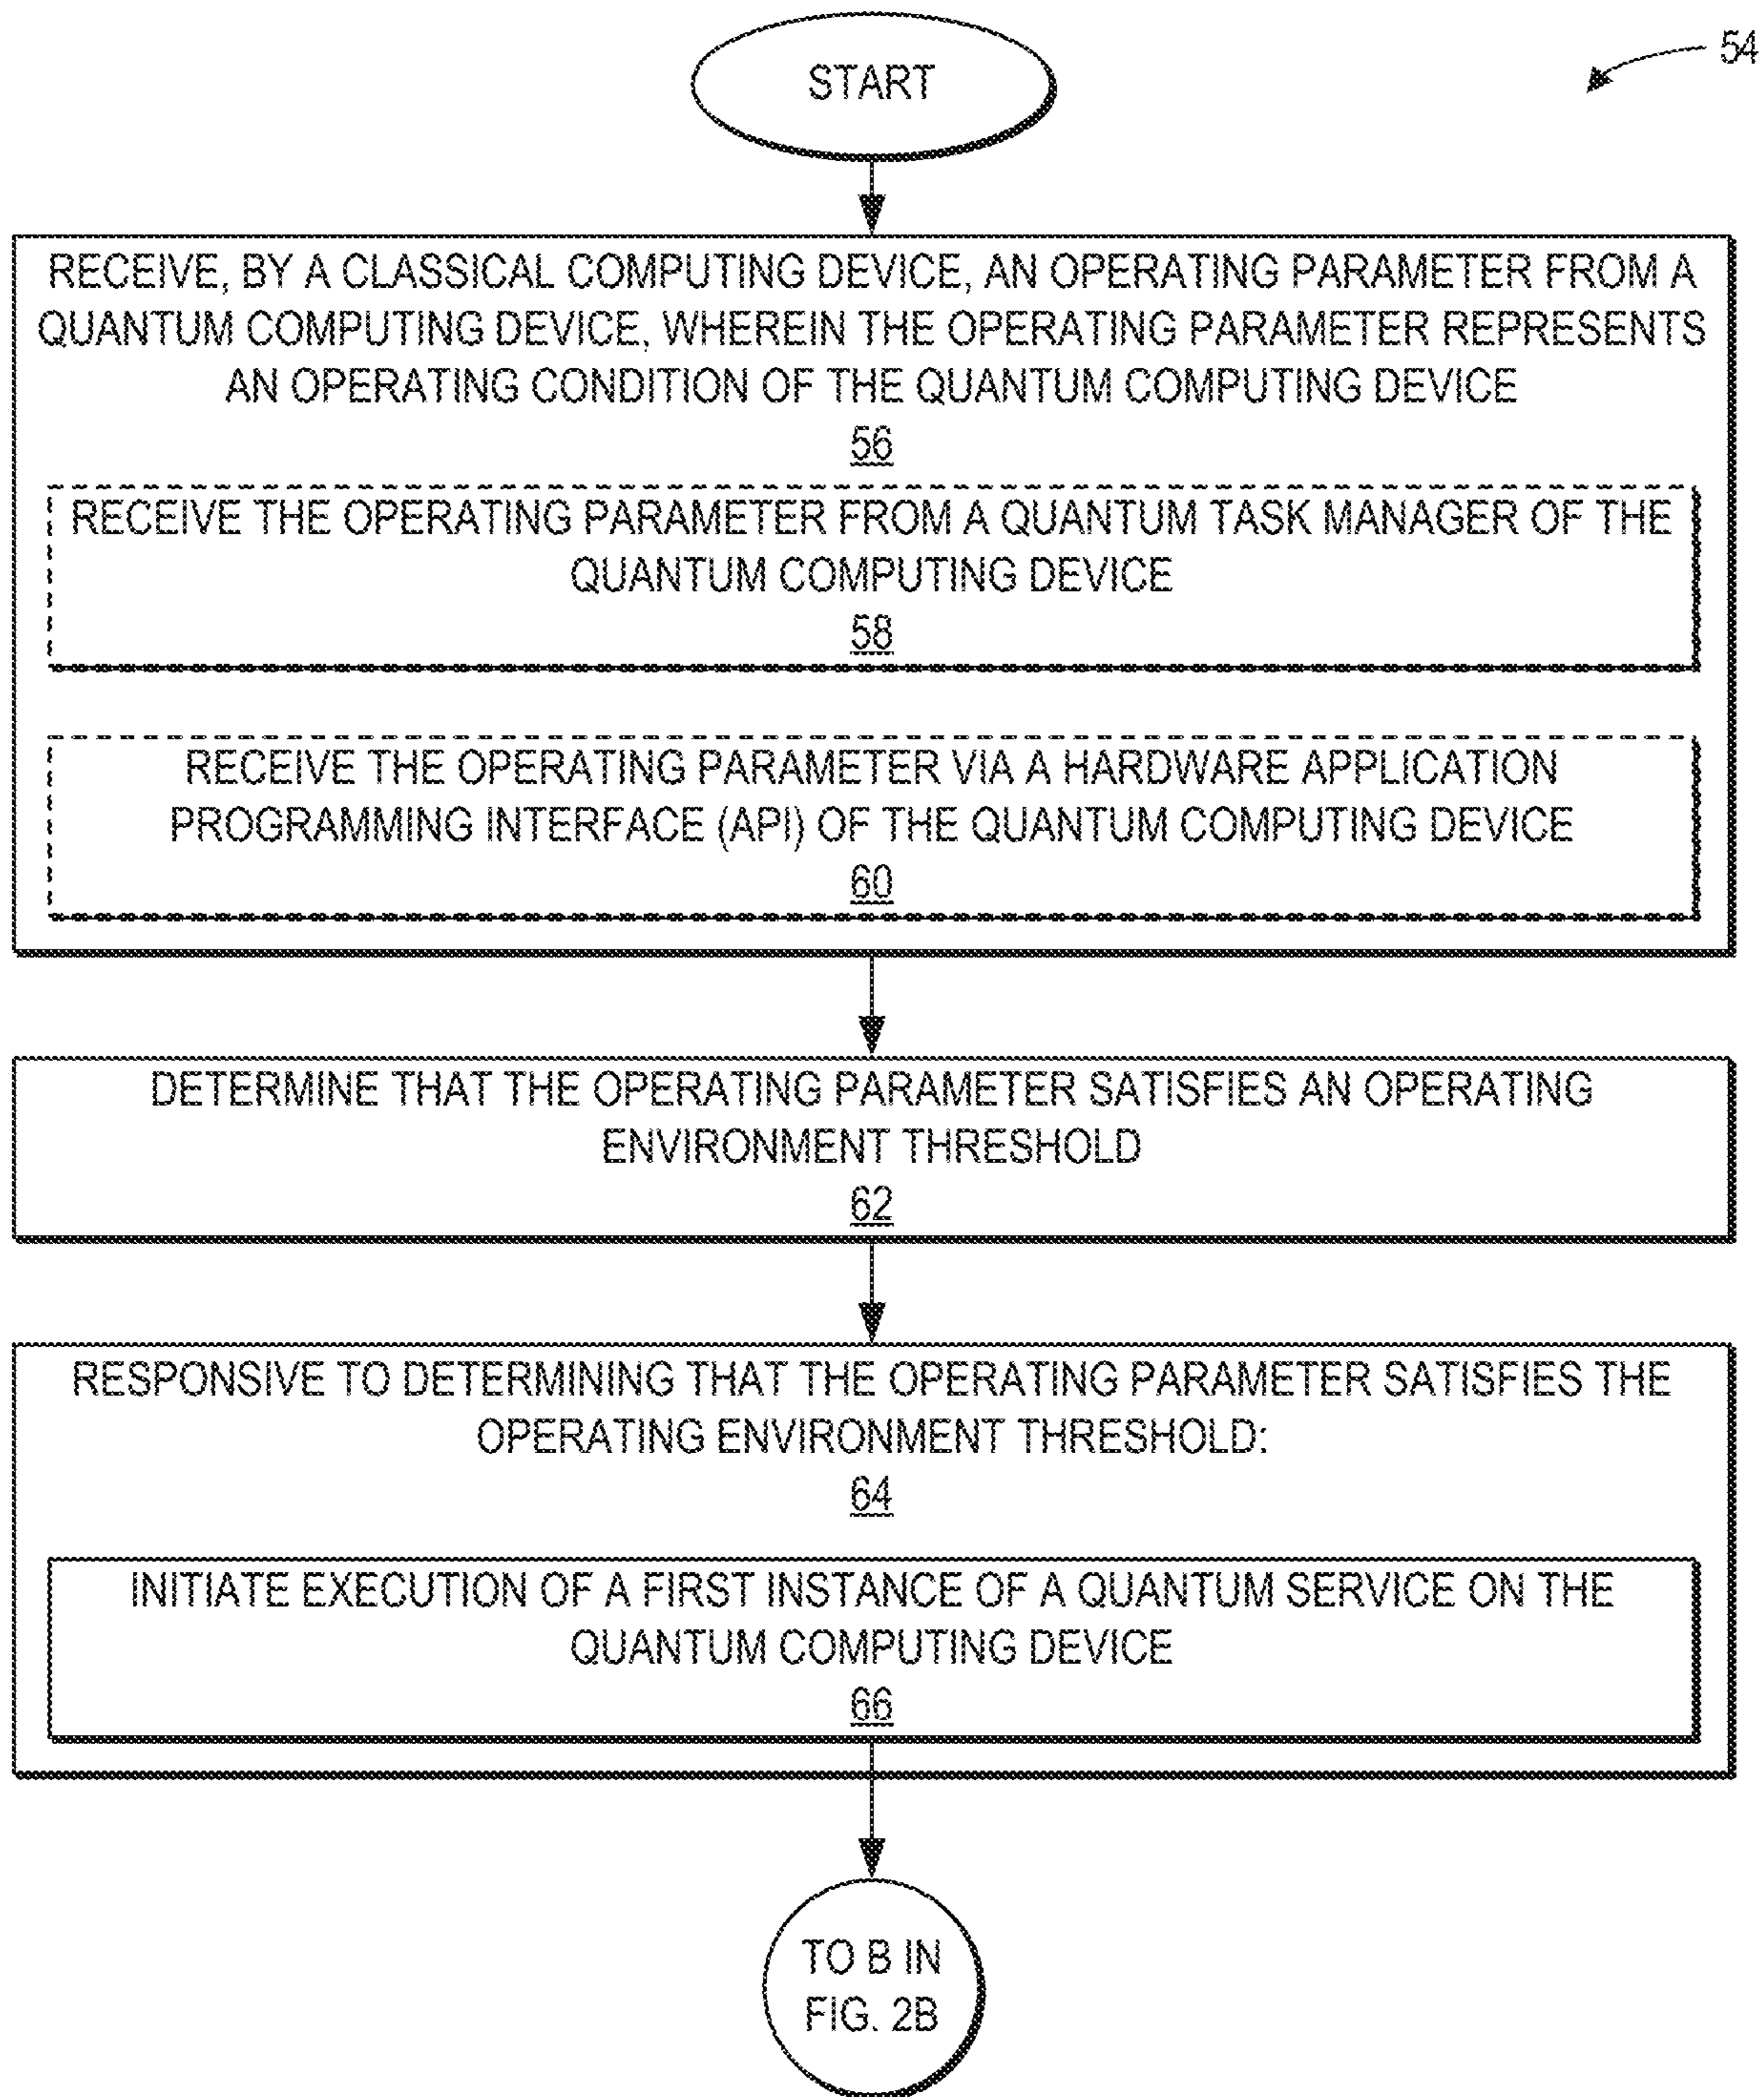 START
54
RECEIVE, BY A CLASSICAL COMPUTING DEVICE, AN OPERATING PARAMETER FROM A
QUANTUM COMPUTING DEVICE, WHEREIN THE OPERATING PARAMETER REPRESENTS
AN OPERATING CONDITION OF THE QUANTUM COMPUTING DEVICE
56
RECEIVE THE OPERATING PARAMETER FROM A QUANTUM TASK MANAGER OF THE
QUANTUM COMPUTING DEVICE
58
RECEIVE THE OPERATING PARAMETER VIA A HARDWARE APPLICATION
PROGRAMMING INTERFACE (API) OF THE QUANTUM COMPUTING DEVICE
60
DETERMINE THAT THE OPERATING PARAMETER SATISFIES AN OPERATING
ENVIRONMENT THRESHOLD
62
RESPONSIVE TO DETERMINING THAT THE OPERATING PARAMETER SATISFIES THE
OPERATING ENVIRONMENT THRESHOLD:
64
INITIATE EXECUTION OF A FIRST INSTANCE OF A QUANTUM SERVICE ON THE
QUANTUM COMPUTING DEVICE
66
TO B IN
FIG. 2B